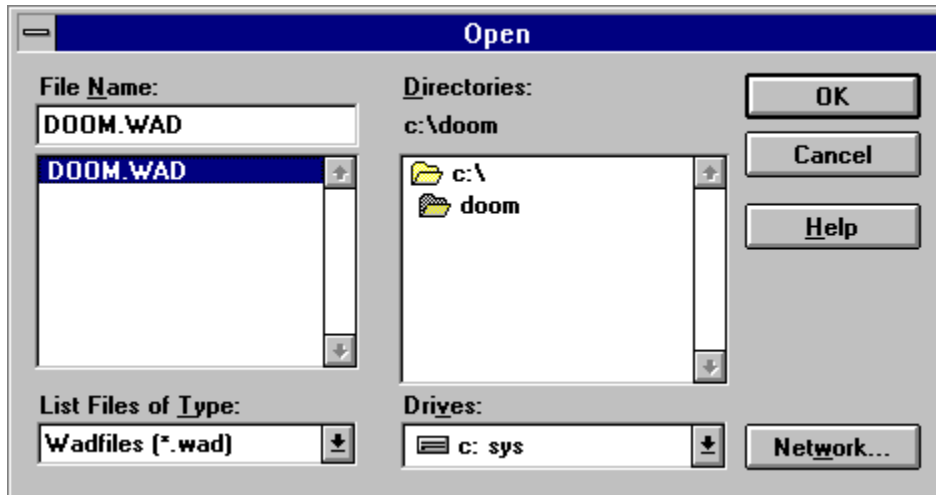 Open
File Name:
DOOM.WAD
DOOM.WAD
List Files of Type:
Wadfiles (*.wad)
Directories:
c:\doom
c:\
doom
Drives:
c: sys
OK
Cancel
Help
Network...